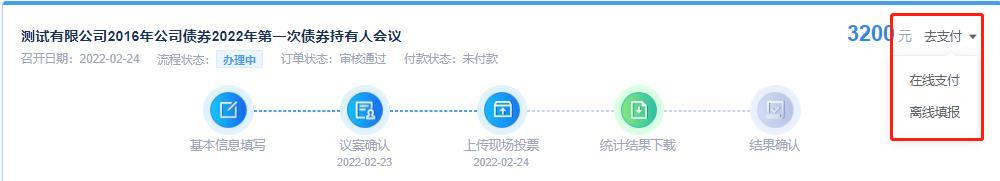 测试有限公司2016年公司债券2022年第一次债券持有人会议
3200 元 去支付
召开日期：2022-02-24 流程状态：办理中 订单状态：审核通过 付款状态：未付款
在线支付
离线填报
基本信息填写 议案确认 上传现场投票 统计结果下载 结果确认
2022-02-23 2022-02-24